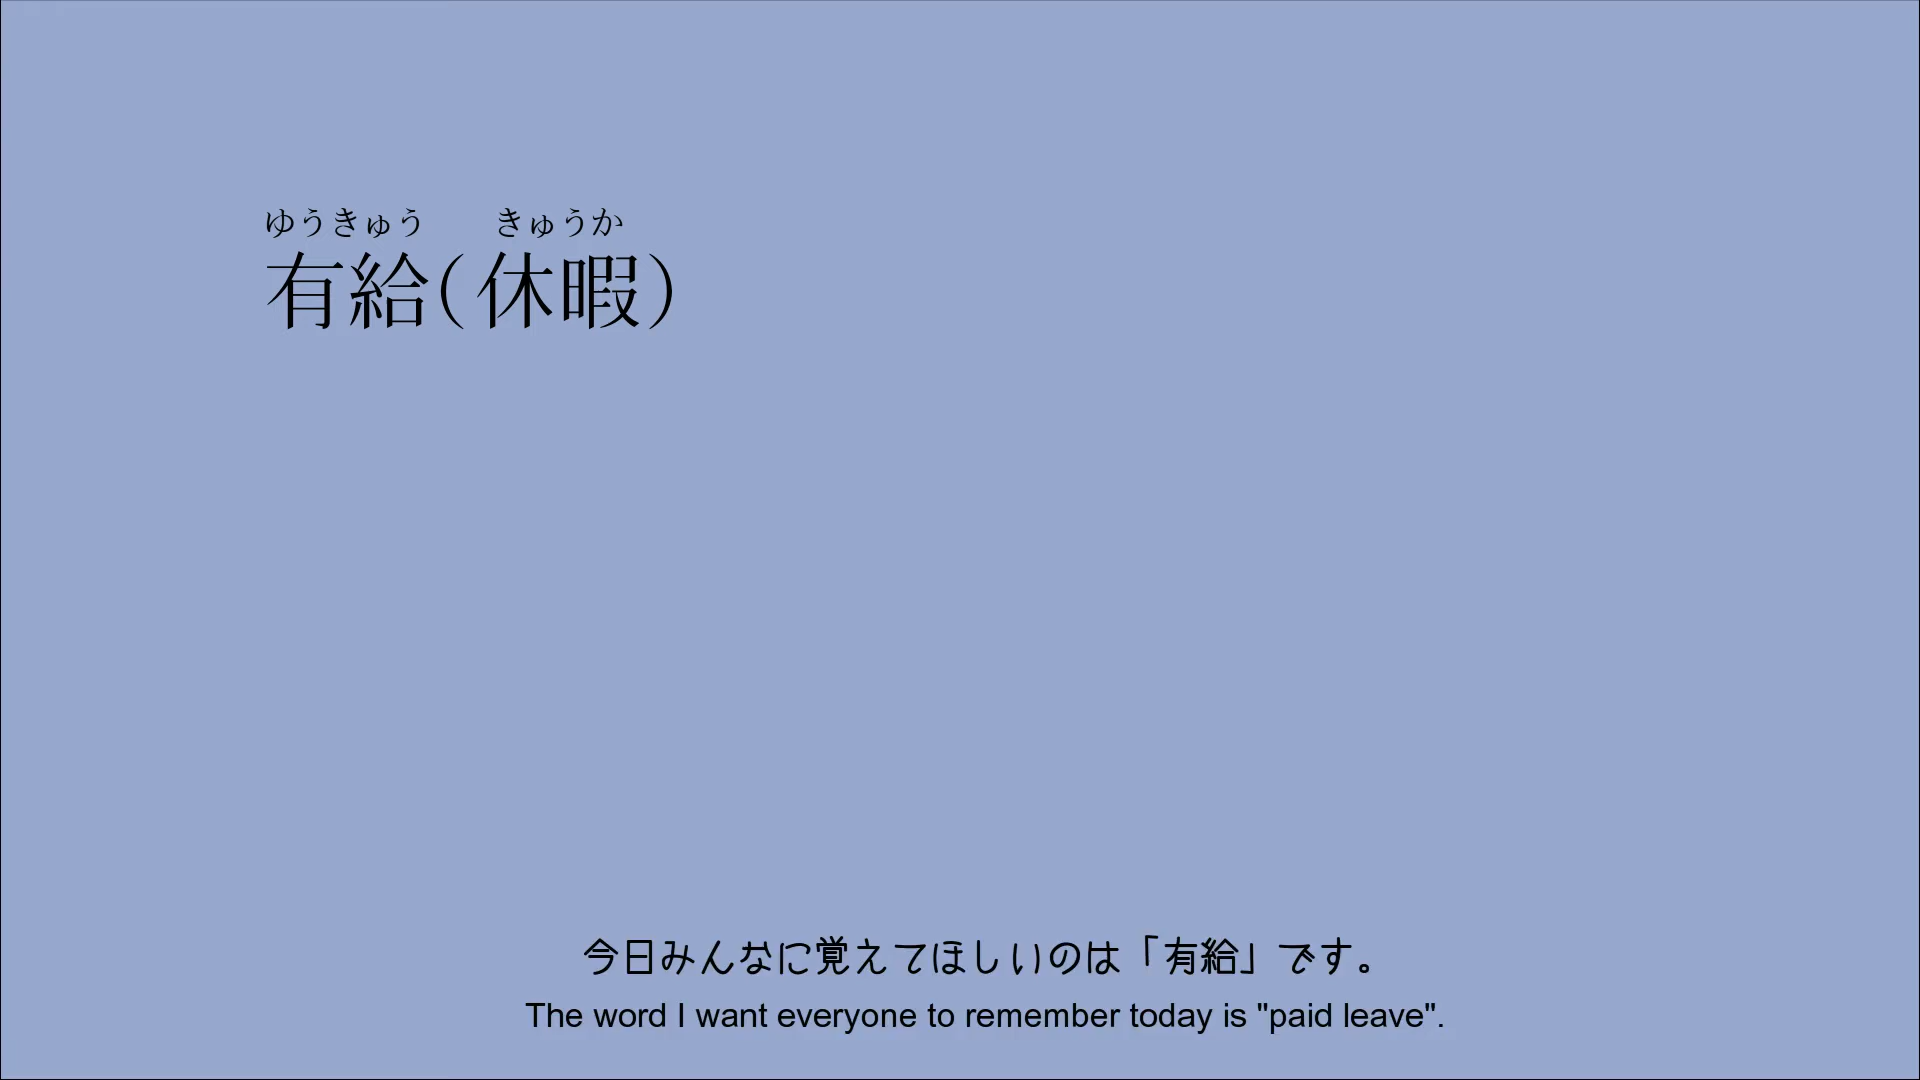 ゆうきゅう きゅうか
有給(休暇)
今日みんなに覚えてほしいのは「有給」です。
The word I want everyone to remember today is "paid leave".